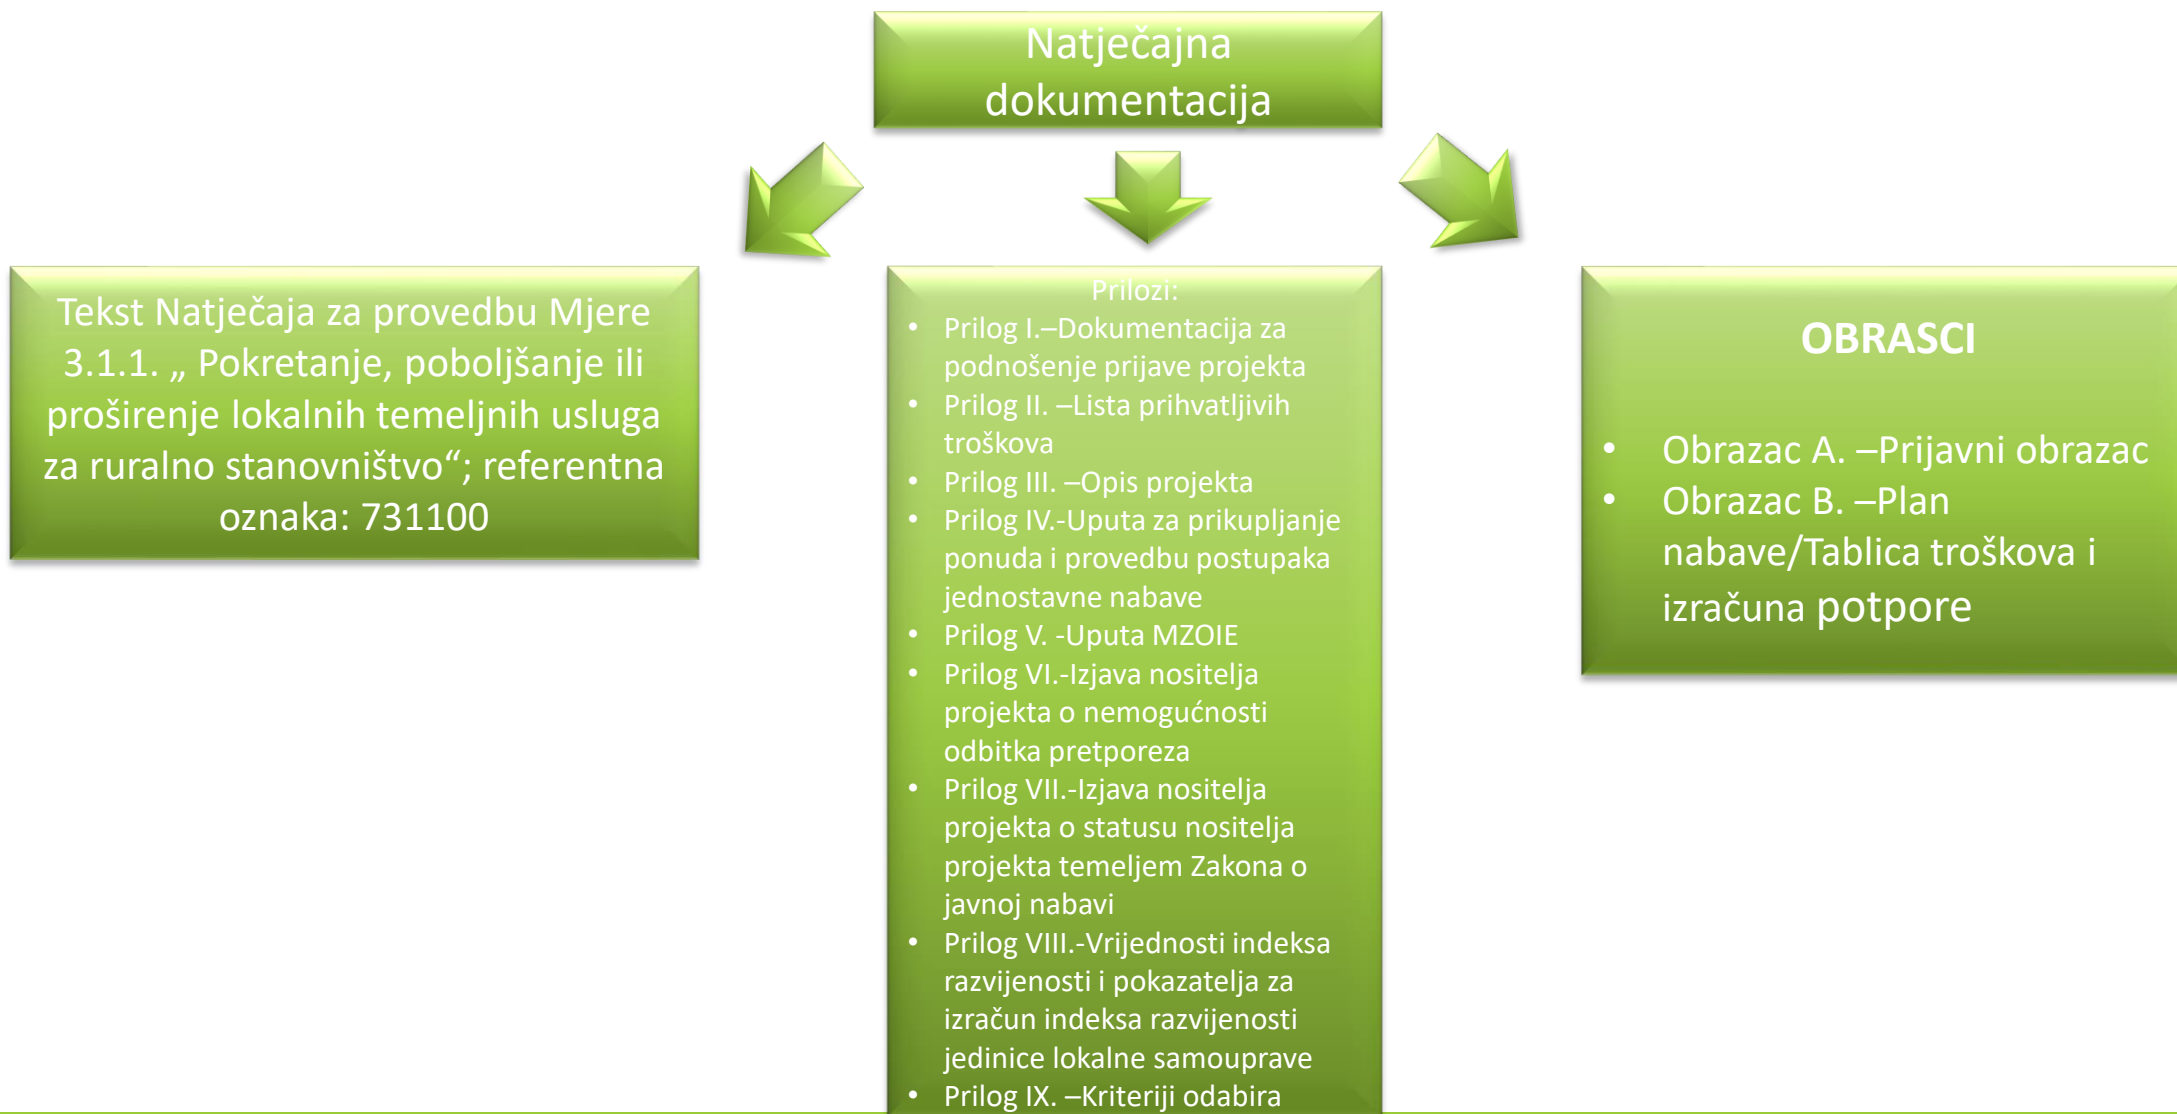 Natječajna
dokumentacija
Tekst Natječaja za provedbu Mjere
3.1.1. „ Pokretanje, poboljšanje ili
proširenje lokalnih temeljnih usluga
za ruralno stanovništvo“; referentna
oznaka: 731100
Prilozi:
• Prilog I.–Dokumentacija za
podnošenje prijave projekta
• Prilog II. –Lista prihvatljivih
troškova
• Prilog III. –Opis projekta
• Prilog IV.-Uputa za prikupljanje
ponuda i provedbu postupaka
jednostavne nabave
• Prilog V. -Uputa MZOIE
• Prilog VI.-Izjava nositelja
projekta o nemogućnosti
odbitka pretporeza
• Prilog VII.-Izjava nositelja
projekta o statusu nositelja
projekta temeljem Zakona o
javnoj nabavi
• Prilog VIII.-Vrijednosti indeksa
razvijenosti i pokazatelja za
izračun indeksa razvijenosti
jedinice lokalne samouprave
• Prilog IX. –Kriteriji odabira
OBRASCI
• Obrazac A. –Prijavni obrazac
• Obrazac B. –Plan
nabave/Tablica troškova i
izračuna potpore